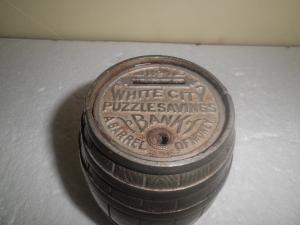 WHITE CITY
PUZZLE SAVINGS
BANK
A BARREL OF MONEY